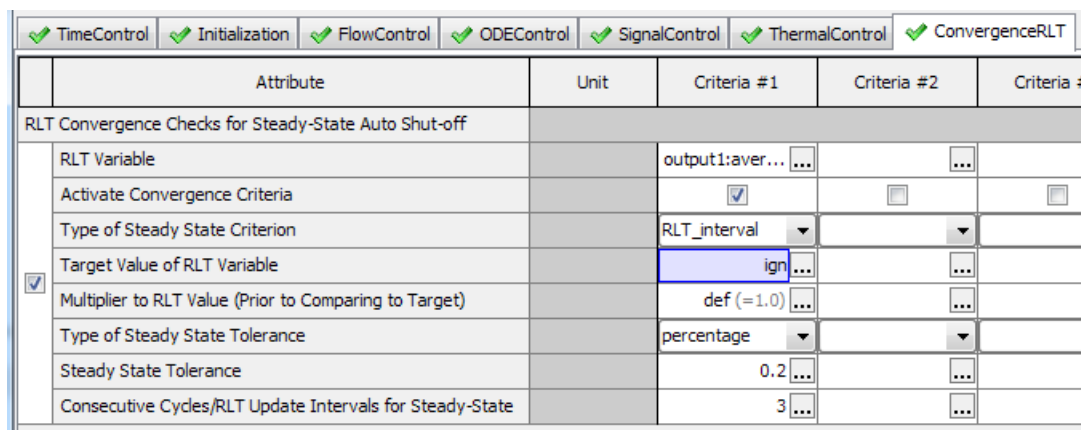 TimeControl Initialization FlowControl ODEControl SignalControl ThermalControl ConvergenceRLT
Attribute Unit Criteria #1 Criteria #2 Criteria #
RLT Convergence Checks for Steady-State Auto Shut-off
RLT Variable output1:aver... ... ...
Activate Convergence Criteria
Type of Steady State Criterion RLT_interval
Target Value of RLT Variable ign ... ...
Multiplier to RLT Value (Prior to Comparing to Target) def (=1.0) ... ...
Type of Steady State Tolerance percentage
Steady State Tolerance 0.2 ... ...
Consecutive Cycles/RLT Update Intervals for Steady-State 3 ... ...